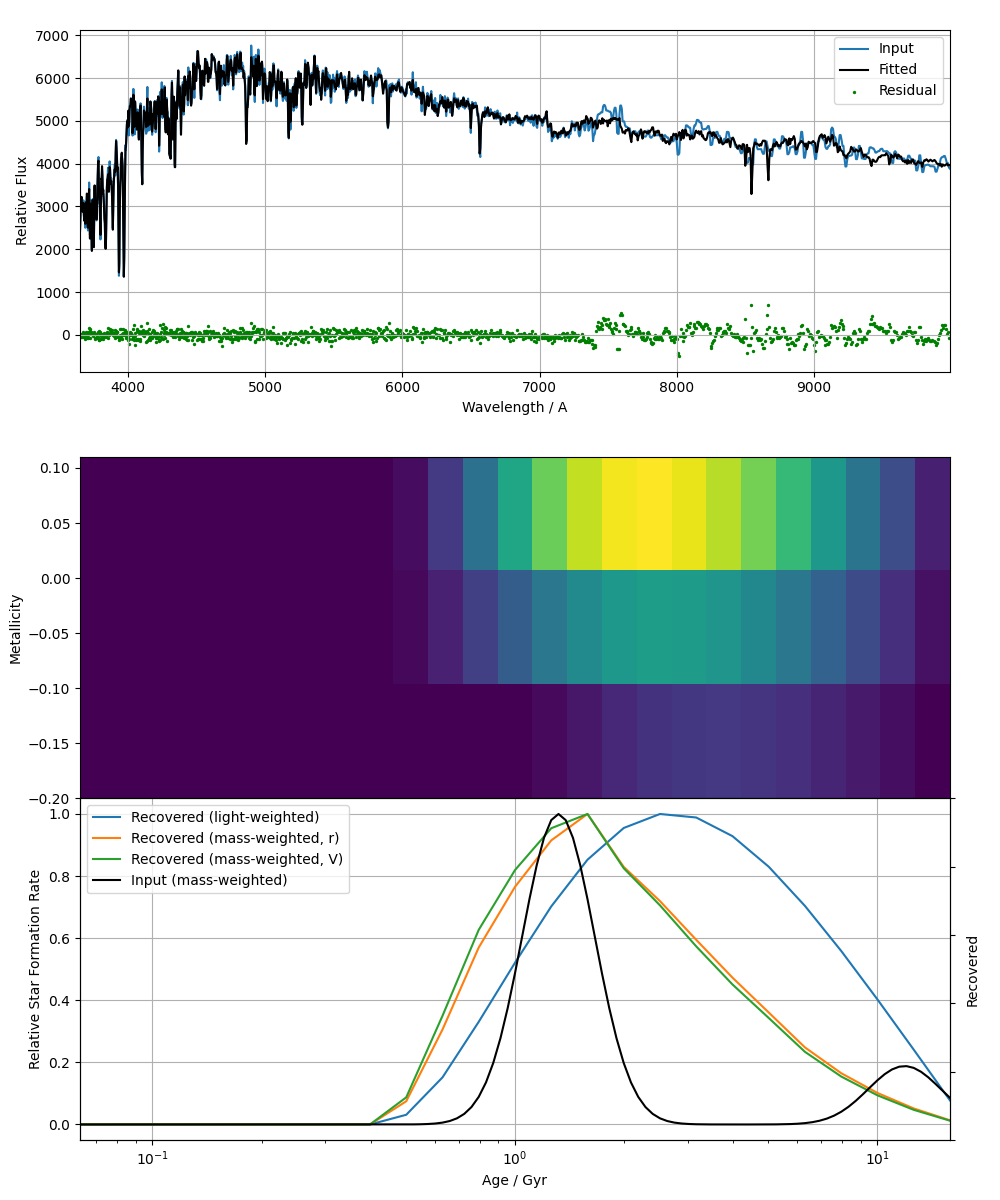 7000
6000
5000
4000
3000
2000
1000
0
Relative Flux
Input
Fitted
Residual
4000 5000 6000 7000 8000 9000
Wavelength / A
0.10
0.05
0.00
−0.05
−0.10
−0.15
−0.20
Metallicity
1.0
0.8
0.6
0.4
0.2
0.0
Relative Star Formation Rate
Recovered (light-weighted)
Recovered (mass-weighted, r)
Recovered (mass-weighted, V)
Input (mass-weighted)
Recovered
10⁻¹ 10⁰ 10¹
Age / Gyr